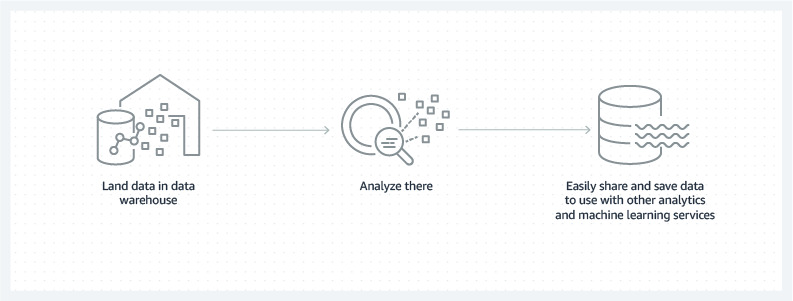 Land data in data
warehouse
Analyze there
Easily share and save data
to use with other analytics
and machine learning services